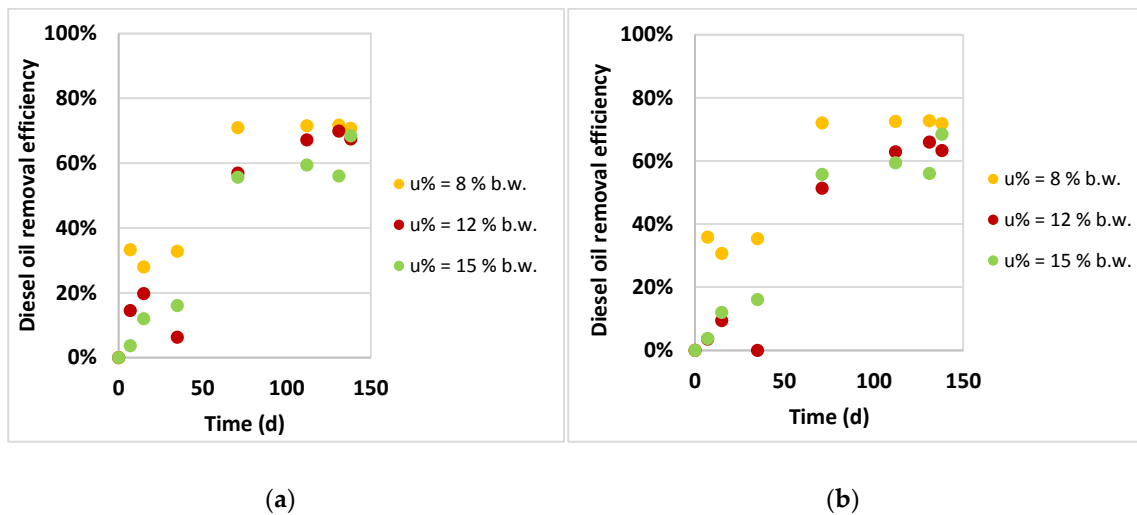 100%
80%
60%
40%
20%
0%
Diesel oil removal efficiency
0
50
100
150
Time (d)
u% = 8 % b.w.
u% = 12 % b.w.
u% = 15 % b.w.
(a)
100%
80%
60%
40%
20%
0%
Diesel oil removal efficiency
0
50
100
150
Time (d)
u% = 8 % b.w.
u% = 12 % b.w.
u% = 15 % b.w.
(b)